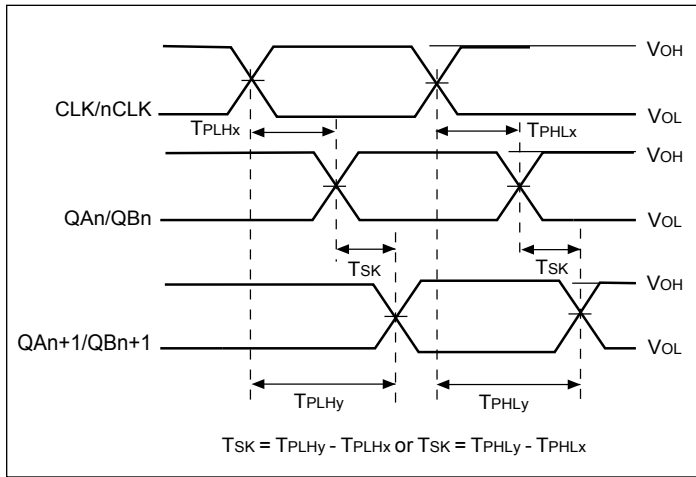 VOH
CLK/nCLK
VOL
TPLHx
TPHLx
VOH
QAn/QBn
VOL
TSK
TSK
VOH
QAn+1/QBn+1
VOL
TPLHy
TPHLy
TSK = TPLHy - TPLHx or TSK = TPHLy - TPHLx